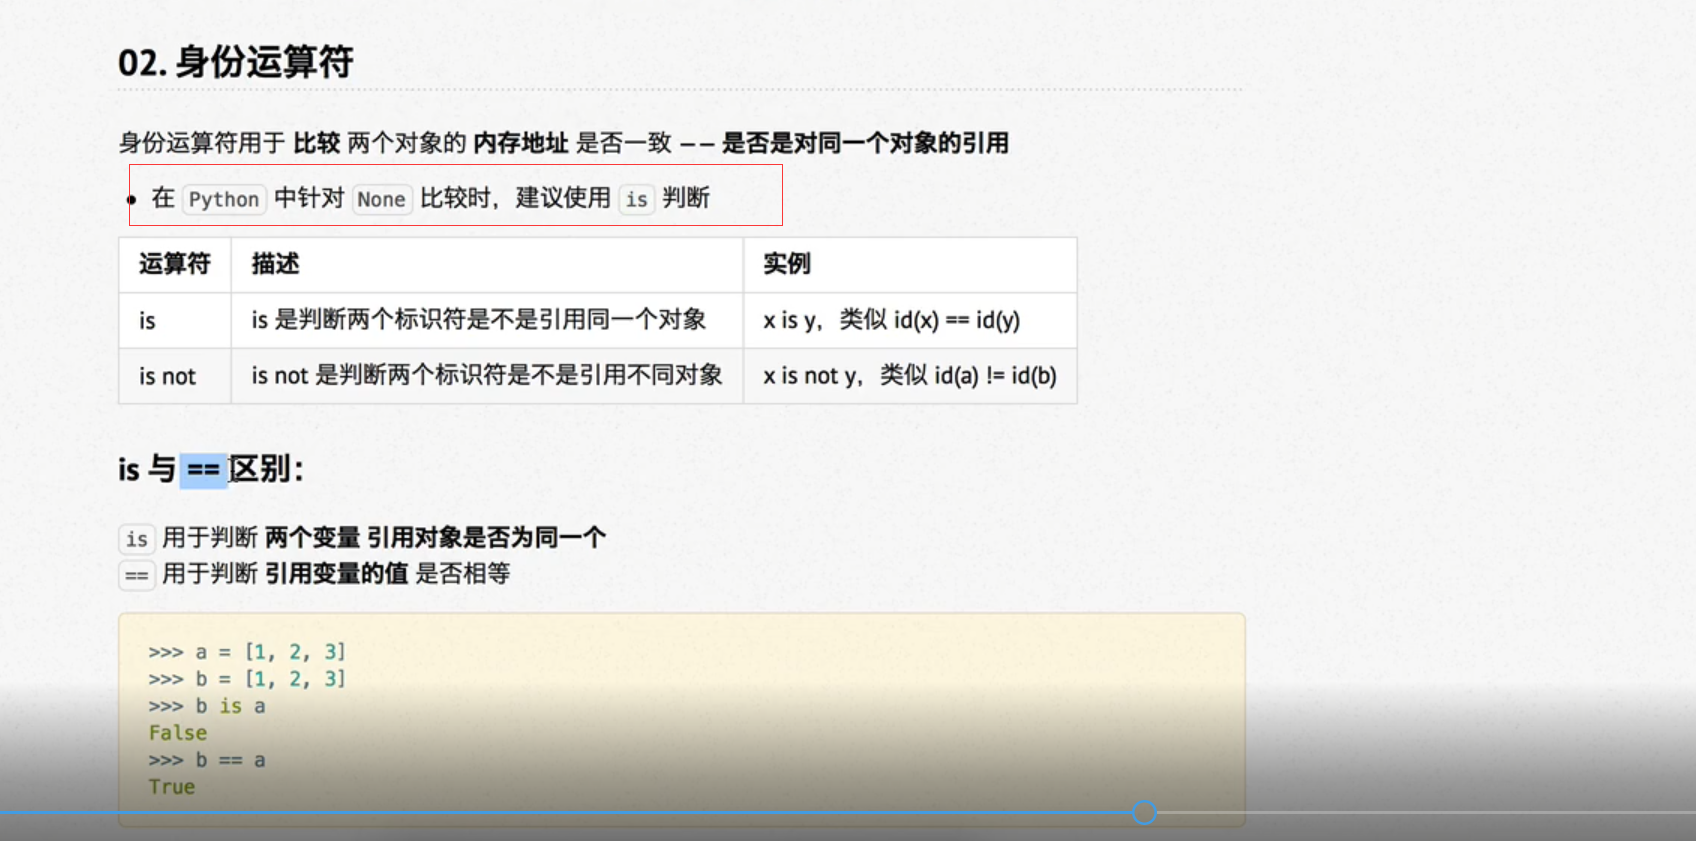 02. 身份运算符
身份运算符用于 比较 两个对象的 内存地址 是否一致 -- 是否是对同一个对象的引用
• 在 Python 中针对 None 比较时，建议使用 is 判断
运算符 描述 实例
is is 是判断两个标识符是不是引用同一个对象 x is y，类似 id(x) == id(y)
is not is not 是判断两个标识符是不是引用不同对象 x is not y，类似 id(a) != id(b)
is 与 == 区别：
is 用于判断 两个变量 引用对象是否为同一个
== 用于判断 引用变量的值 是否相等
>>> a = [1, 2, 3]
>>> b = [1, 2, 3]
>>> b is a
False
>>> b == a
True